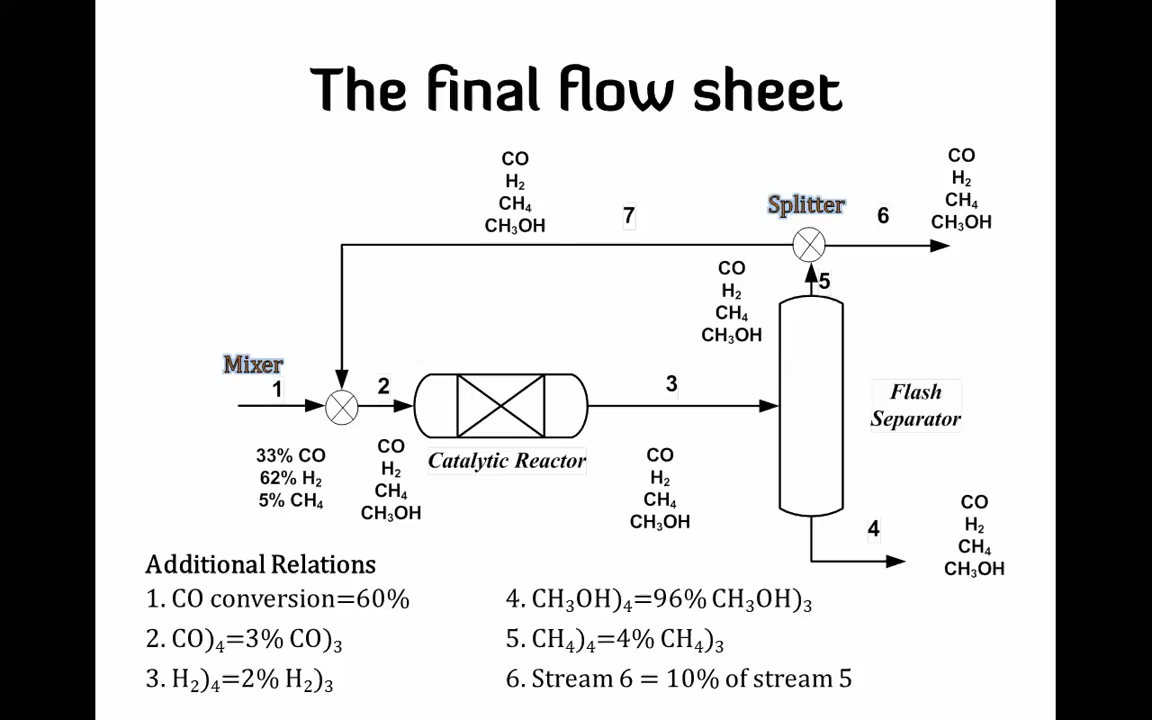 The final flow sheet
CO
H₂
CH₄
CH₃OH
7
Splitter
6
CO
H₂
CH₄
CH₃OH
CO
H₂
CH₄
CH₃OH
5
Mixer
1
2
3
33% CO
62% H₂
5% CH₄
CO
H₂
CH₄
CH₃OH
Catalytic Reactor
CO
H₂
CH₄
CH₃OH
Flash
Separator
4
CO
H₂
CH₄
CH₃OH
Additional Relations
1. CO conversion=60%
2. CO)₄=3% CO)₃
3. H₂)₄=2% H₂)₃
4. CH₃OH)₄=96% CH₃OH)₃
5. CH₄)₄=4% CH₄)₃
6. Stream 6 = 10% of stream 5